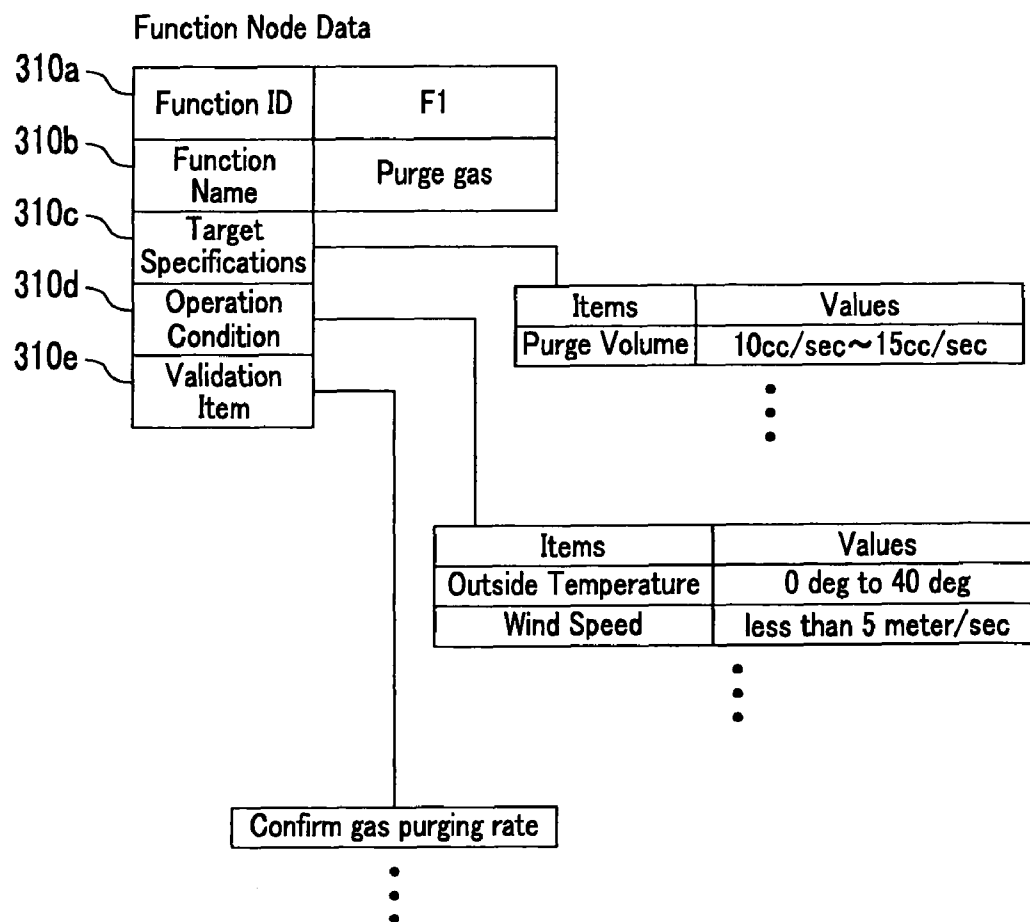 Function Node Data
310a
Function ID
F1
310b
Function
Name
Purge gas
310c
Target
Specifications
310d
Operation
Condition
310e
Validation
Item
Items
Values
Purge Volume
10cc/sec～15cc/sec
Items
Values
Outside Temperature
0 deg to 40 deg
Wind Speed
less than 5 meter/sec
Confirm gas purging rate